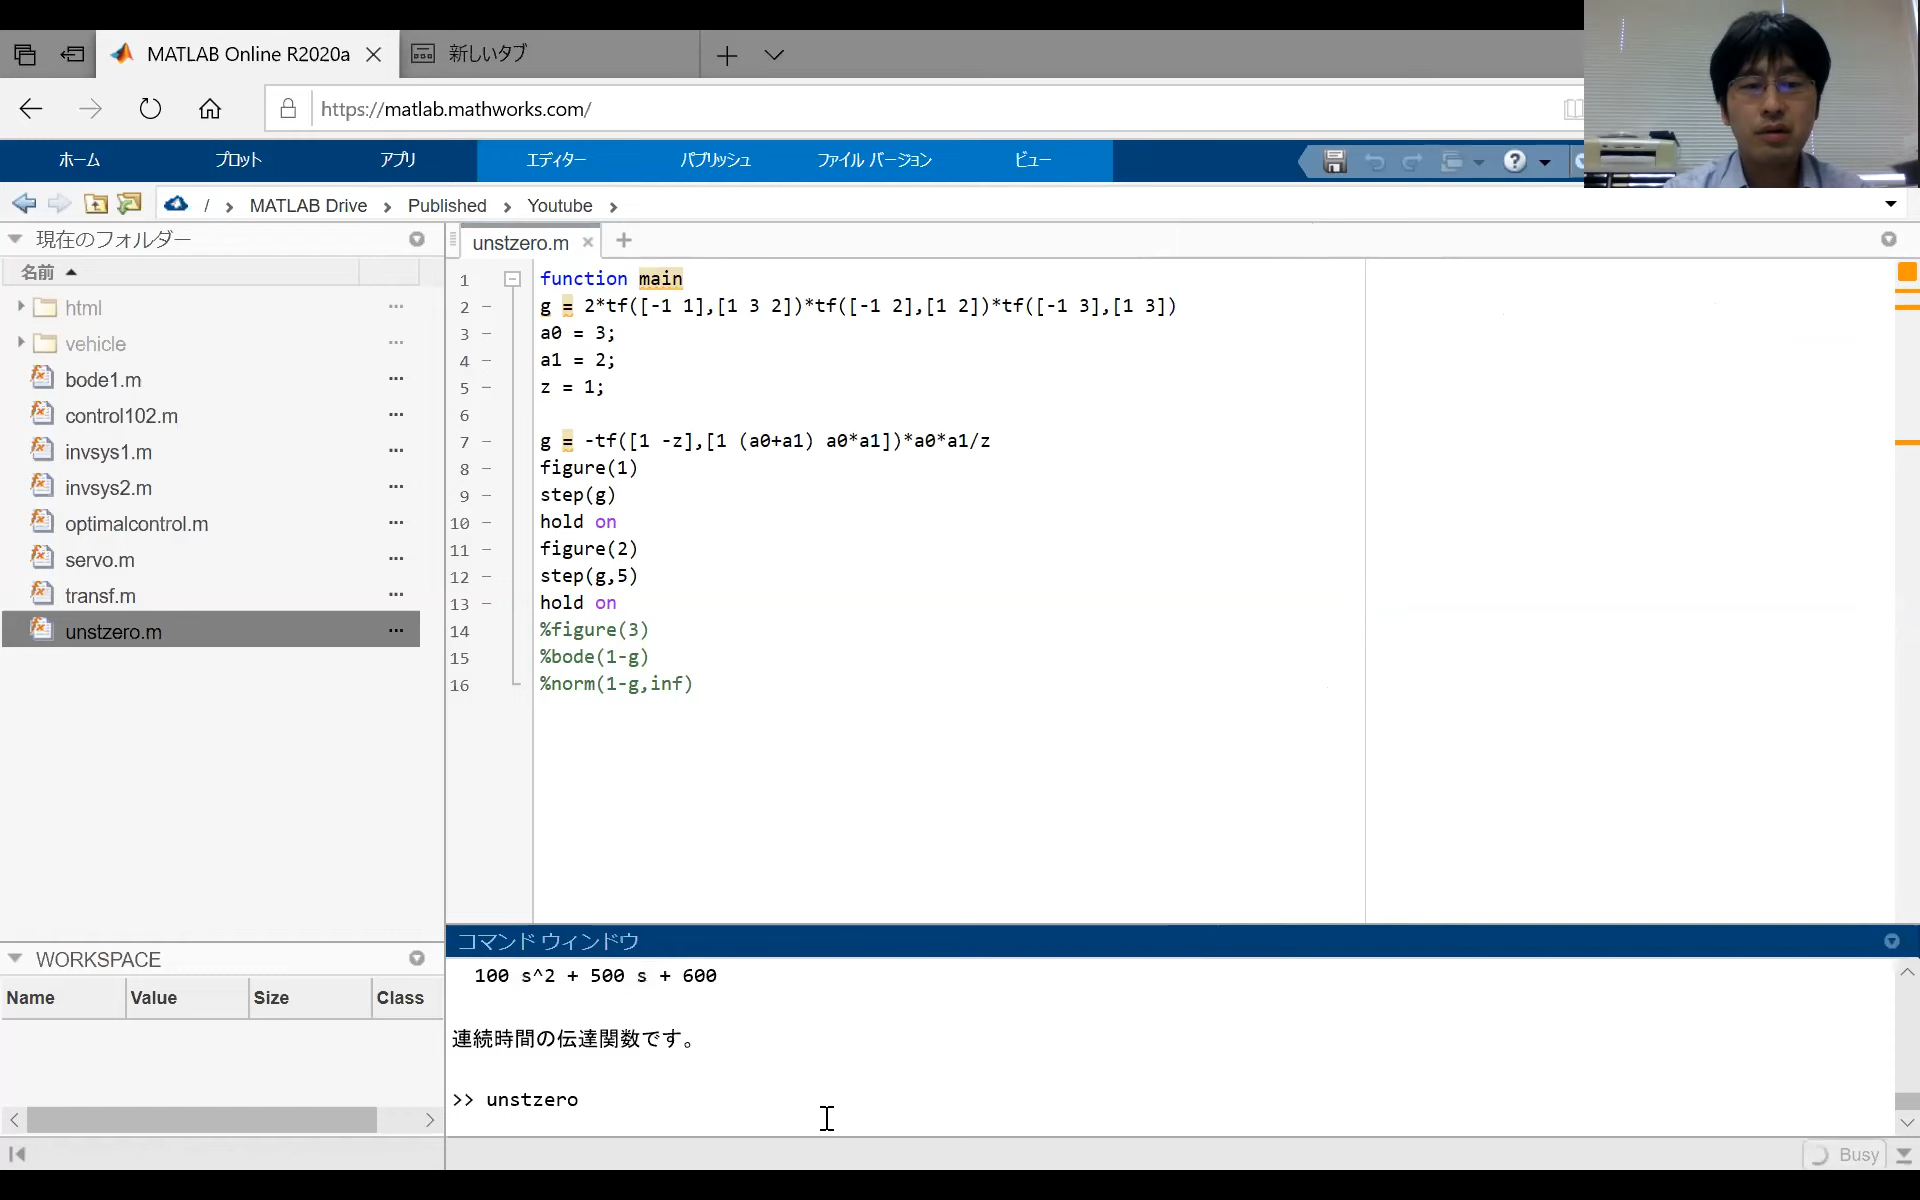 MATLAB Online R2020a
新しいタブ
https://matlab.mathworks.com/
ホーム
プロット
アプリ
エディター
パブリッシュ
ファイル バージョン
ビュー
/ › MATLAB Drive › Published › Youtube ›
現在のフォルダー
unstzero.m
名前
html
vehicle
bode1.m
control102.m
invsys1.m
invsys2.m
optimalcontrol.m
servo.m
transf.m
unstzero.m
1 function main
2 – g = 2*tf([-1 1],[1 3 2])*tf([-1 2],[1 2])*tf([-1 3],[1 3])
3 – a0 = 3;
4 – a1 = 2;
5 – z = 1;
6
7 – g = -tf([1 -z],[1 (a0+a1) a0*a1])*a0*a1/z
8 – figure(1)
9 – step(g)
10 – hold on
11 – figure(2)
12 – step(g,5)
13 – hold on
14 %figure(3)
15 %bode(1-g)
16 %norm(1-g,inf)
WORKSPACE
Name Value Size Class
コマンド ウィンドウ
100 s^2 + 500 s + 600
連続時間の伝達関数です。
>> unstzero
Busy